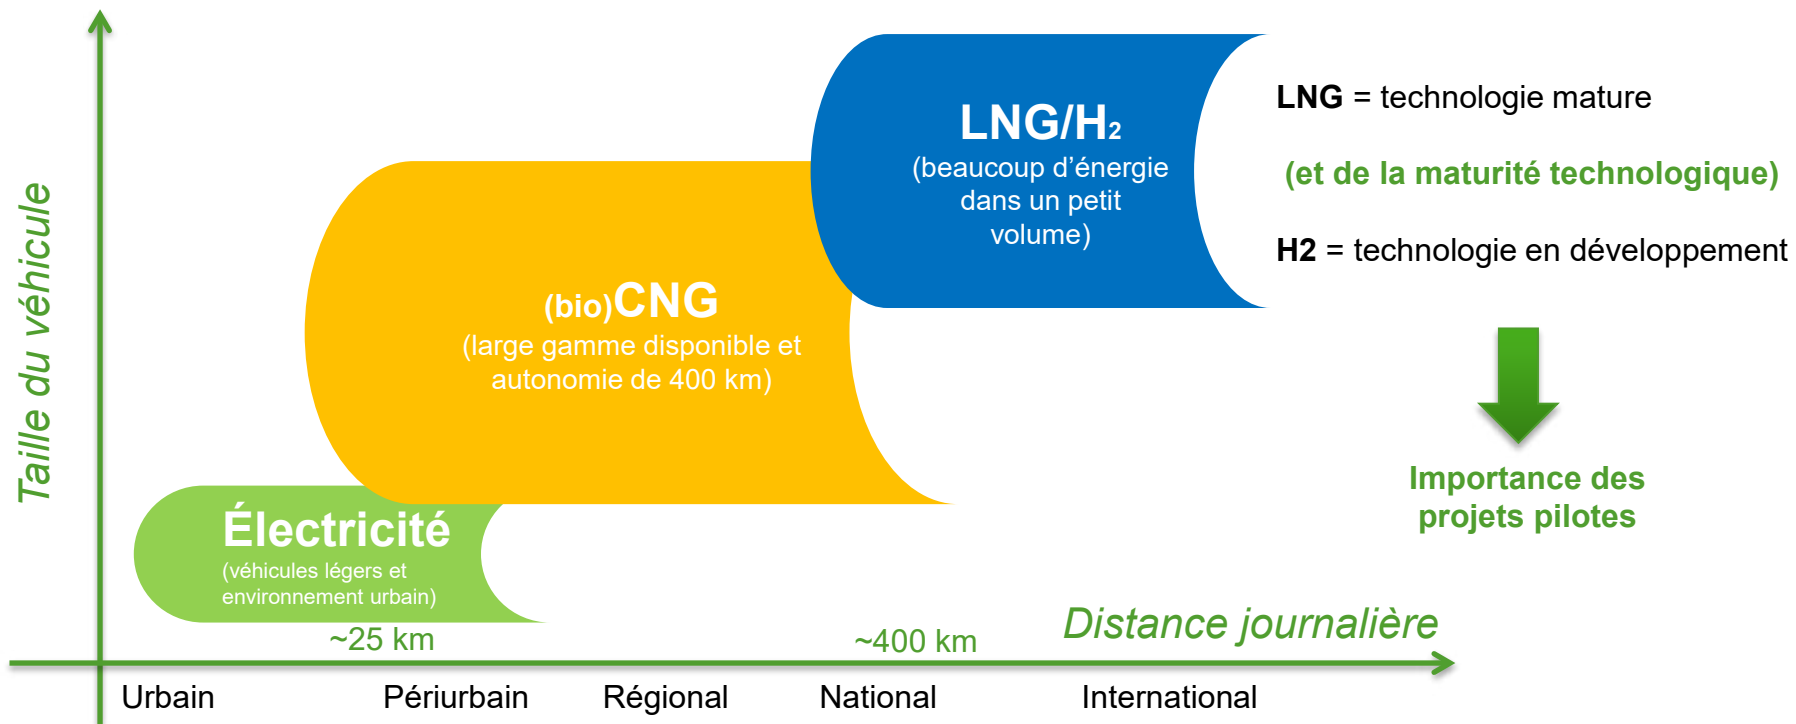 Taille du véhicule
LNG/H₂
(beaucoup d’énergie
dans un petit
volume)
LNG = technologie mature
(et de la maturité technologique)
H2 = technologie en développement
(bio)CNG
(large gamme disponible et
autonomie de 400 km)
Importance des
projets pilotes
Électricité
(véhicules légers et
environnement urbain)
~25 km
~400 km
Distance journalière
Urbain
Périurbain
Régional
National
International